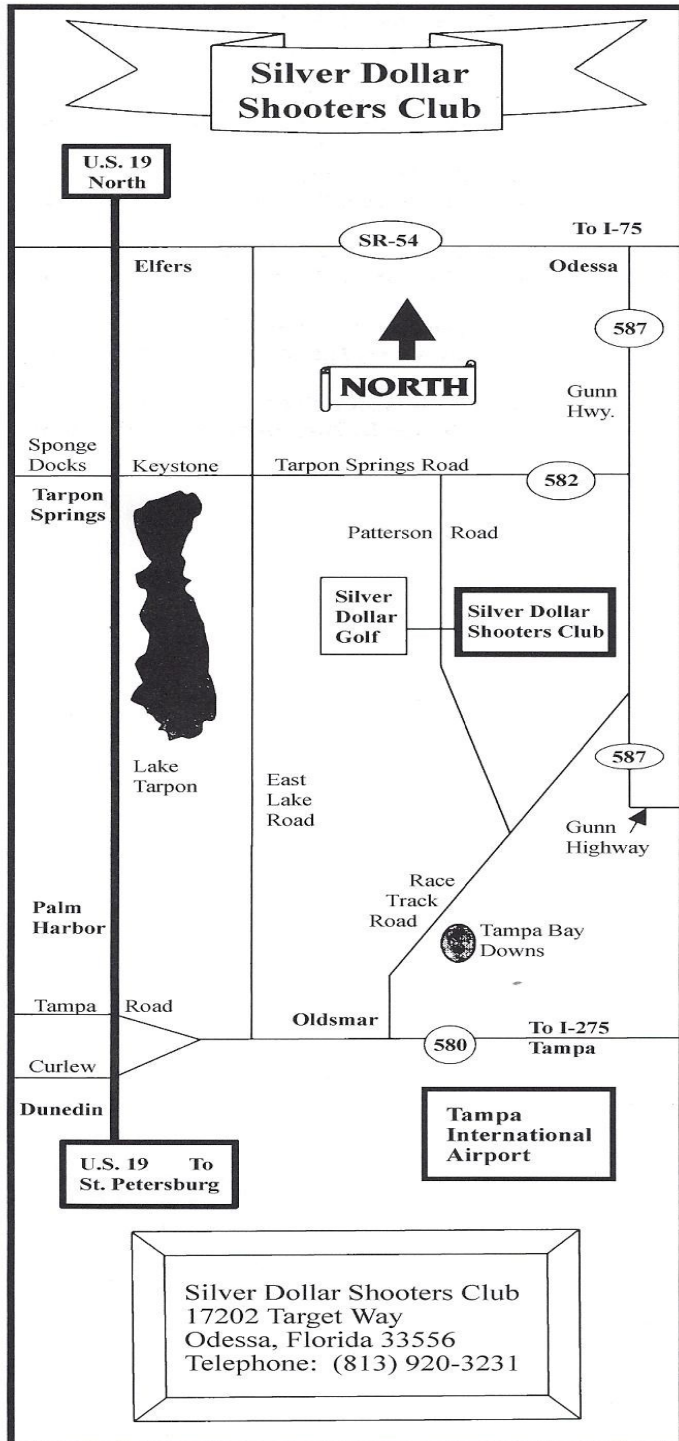 Silver Dollar
Shooters Club
U.S. 19
North
SR-54
To I-75
Elfers
Odessa
587
NORTH
Gunn
Hwy.
Sponge
Docks
Keystone
Tarpon Springs Road
582
Tarpon
Springs
Patterson
Road
Silver
Dollar
Golf
Silver Dollar
Shooters Club
Lake
Tarpon
East
Lake
Road
587
Gunn
Highway
Race
Track
Road
Palm
Harbor
Tampa Bay
Downs
Tampa
Road
Oldsmar
580
To I-275
Tampa
Curlew
Dunedin
Tampa
International
Airport
U.S. 19 To
St. Petersburg
Silver Dollar Shooters Club
17202 Target Way
Odessa, Florida 33556
Telephone: (813) 920-3231